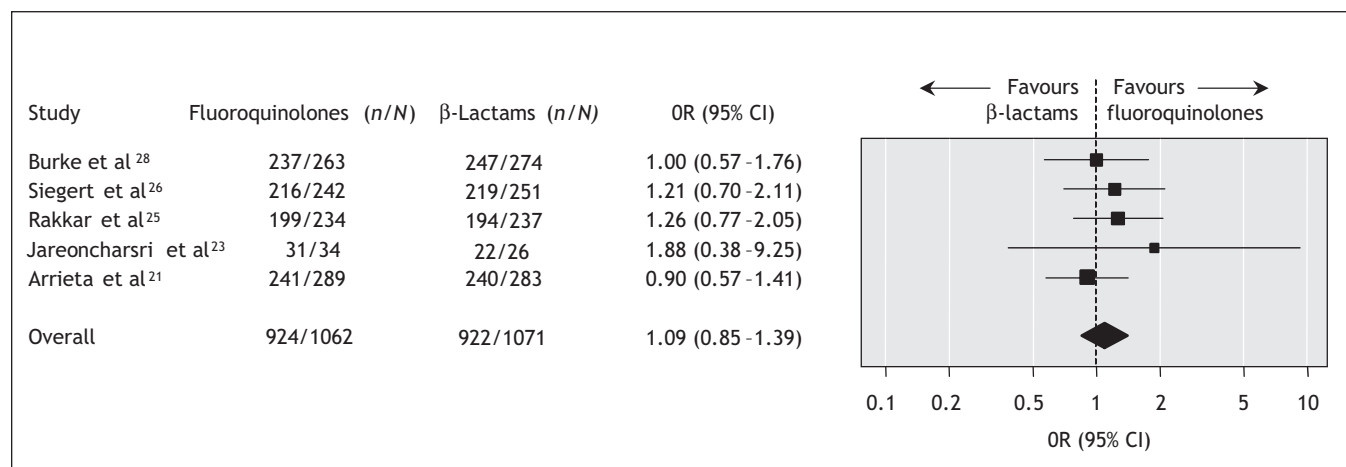 Favours Favours
β-lactams fluoroquinolones
Study Fluoroquinolones (n/N) β-Lactams (n/N) 0R (95% CI)
Burke et al 28 237/263 247/274 1.00 (0.57 -1.76)
Siegert et al 26 216/242 219/251 1.21 (0.70 -2.11)
Rakkar et al 25 199/234 194/237 1.26 (0.77 -2.05)
Jareoncharsri et al 23 31/34 22/26 1.88 (0.38 -9.25)
Arrieta et al 21 241/289 240/283 0.90 (0.57 -1.41)
Overall 924/1062 922/1071 1.09 (0.85 -1.39)
0.1 0.2 0.5 1 2 5 10
0R (95% CI)